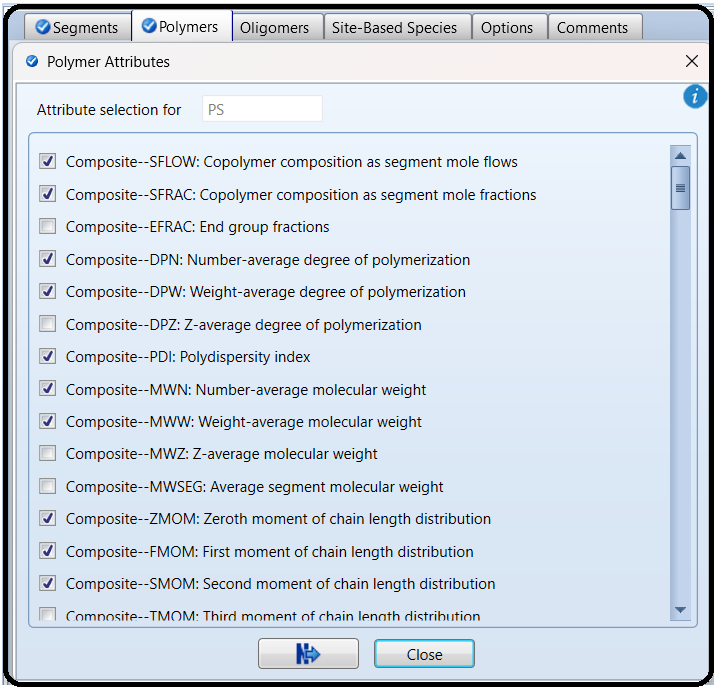 Segments Polymers Oligomers Site-Based Species Options Comments
Polymer Attributes
Attribute selection for PS
Composite--SFLOW: Copolymer composition as segment mole flows
Composite--SFRAC: Copolymer composition as segment mole fractions
Composite--EFRAC: End group fractions
Composite--DPN: Number-average degree of polymerization
Composite--DPW: Weight-average degree of polymerization
Composite--DPZ: Z-average degree of polymerization
Composite--PDI: Polydispersity index
Composite--MWN: Number-average molecular weight
Composite--MWW: Weight-average molecular weight
Composite--MWZ: Z-average molecular weight
Composite--MWSEG: Average segment molecular weight
Composite--ZMOM: Zeroth moment of chain length distribution
Composite--FMOM: First moment of chain length distribution
Composite--SMOM: Second moment of chain length distribution
Composite--TMOM: Third moment of chain length distribution
Close